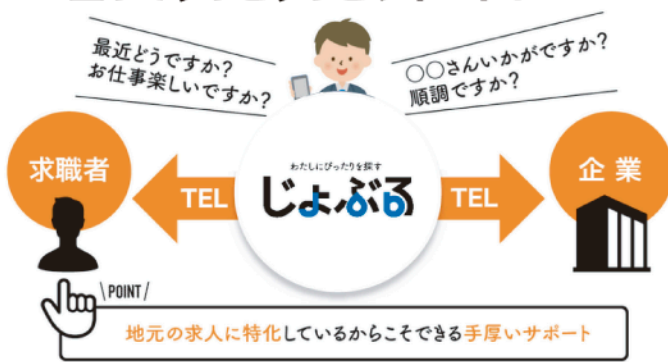 最近どうですか?
お仕事楽しいですか?
○○さんいかがですか?
順調ですか?
求職者
TEL
わたしにぴったりを探す
じょぶる
TEL
企業
\POINT/
地元の求人に特化しているからこそできる手厚いサポート